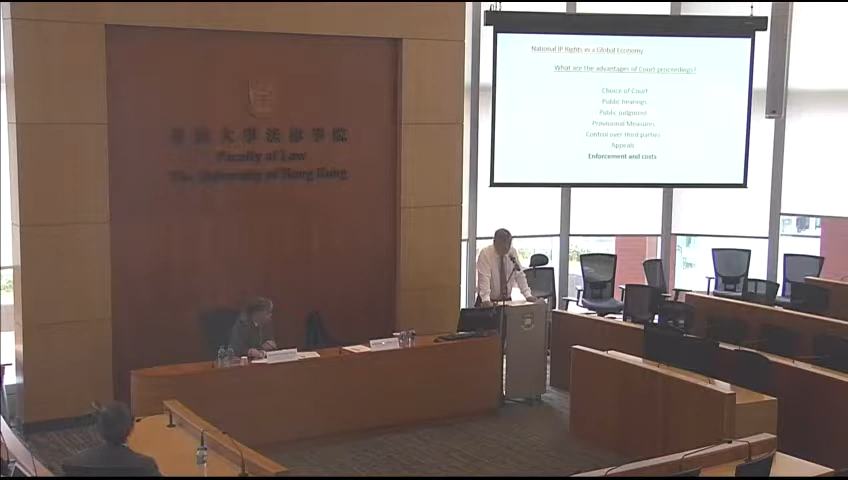 National IP Rights in a Global Economy
What are the advantages of Court proceedings?
Choice of Court
Public hearings
Public judgment
Provisional Measures
Control over third parties
Appeals
Enforcement and costs
香港大學法律學院
Faculty of Law
The University of Hong Kong